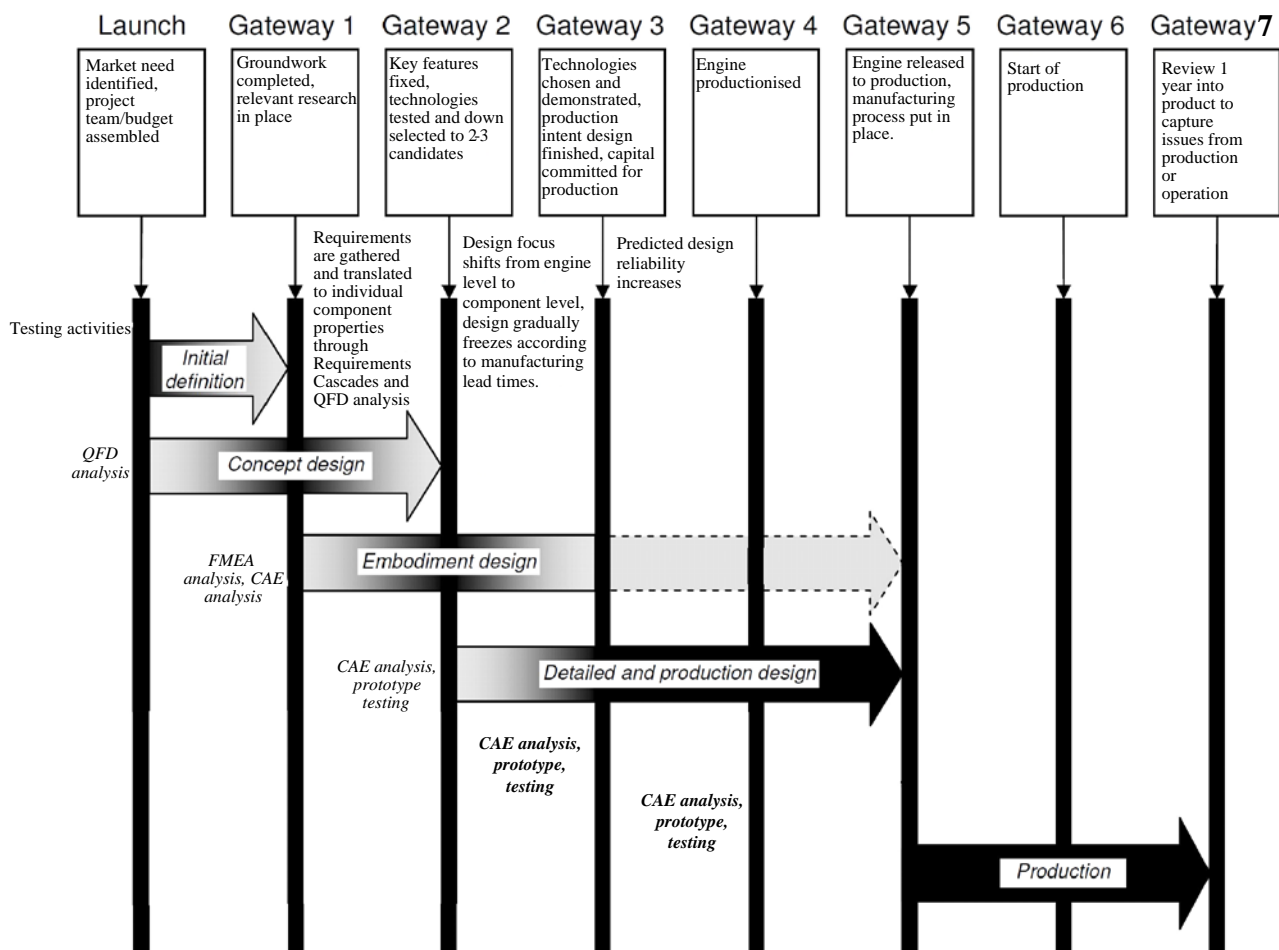 Launch
Gateway 1
Gateway 2
Gateway 3
Gateway 4
Gateway 5
Gateway 6
Gateway7
Market need
identified,
project
team/budget
assembled
Groundwork
completed,
relevant research
in place
Key features
fixed,
technologies
tested and down
selected to 2-3
candidates
Technologies
chosen and
demonstrated,
production
intent design
finished, capital
committed for
production
Engine
productionised
Engine released
to production,
manufacturing
process put in
place.
Start of
production
Review 1
year into
product to
capture
issues from
production
or
operation
Requirements
are gathered
and translated
to individual
component
properties
through
Requirements
Cascades and
QFD analysis
Design focus
shifts from engine
level to
component level,
design gradually
freezes according
to manufacturing
lead times.
Predicted design
reliability
increases
Testing activities
Initial
definition
QFD
analysis
Concept design
FMEA
analysis, CAE
analysis
Embodiment design
CAE analysis,
prototype
testing
Detailed and production design
CAE analysis,
prototype,
testing
CAE analysis,
prototype,
testing
Production